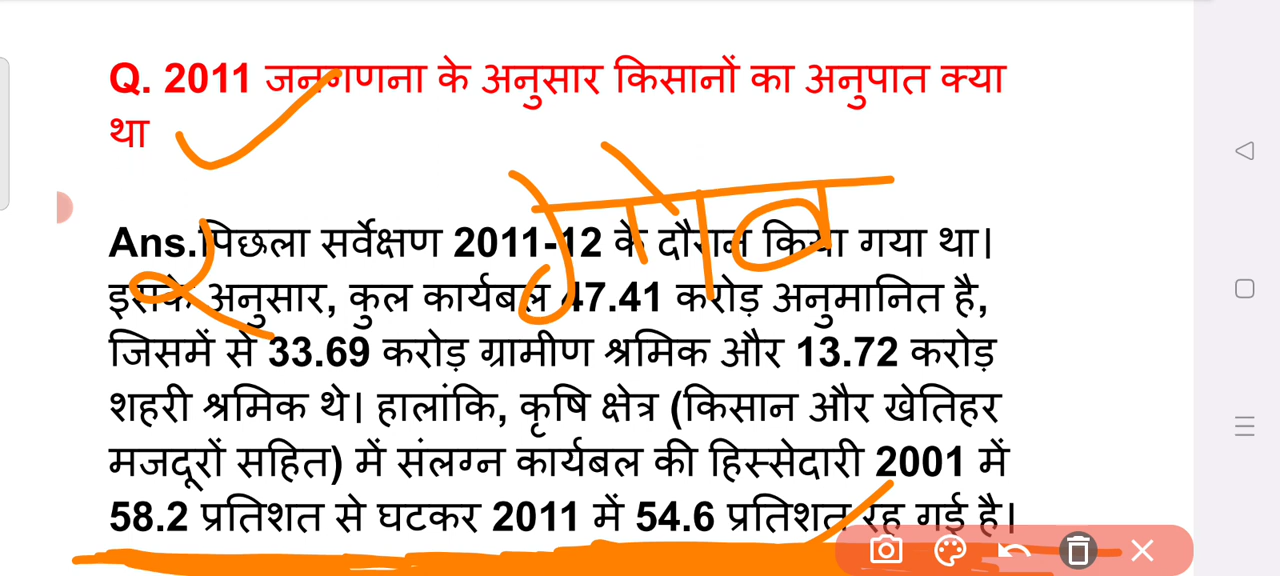 Q. 2011 जनगणना के अनुसार किसानों का अनुपात क्या
था
Ans.पिछला सर्वेक्षण 2011-12 के दौरान किया गया था।
इसके अनुसार, कुल कार्यबल 47.41 करोड़ अनुमानित है,
जिसमें से 33.69 करोड़ ग्रामीण श्रमिक और 13.72 करोड़
शहरी श्रमिक थे। हालांकि, कृषि क्षेत्र (किसान और खेतिहर
मजदूरों सहित) में संलग्न कार्यबल की हिस्सेदारी 2001 में
58.2 प्रतिशत से घटकर 2011 में 54.6 प्रतिशत रह गई है।